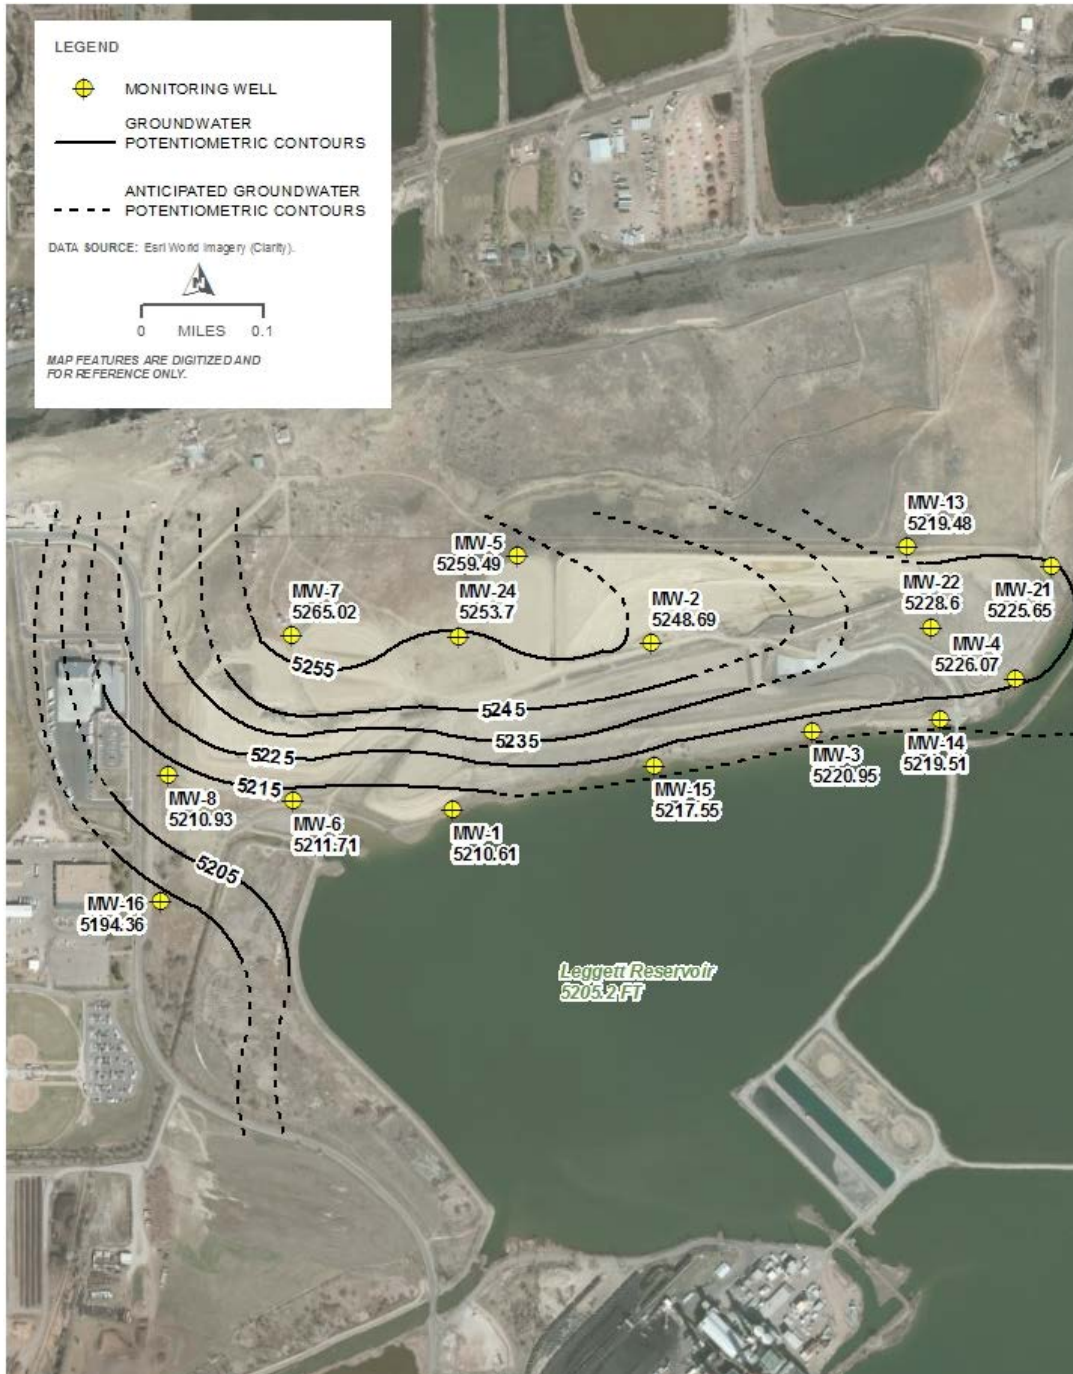 LEGEND
MONITORING WELL
GROUNDWATER
POTENTIOMETRIC CONTOURS
ANTICIPATED GROUNDWATER
POTENTIOMETRIC CONTOURS
DATA SOURCE: Esri World Imagery (Clarity).
N
0 MILES 0.1
MAP FEATURES ARE DIGITIZED AND
FOR REFERENCE ONLY.
MW-13
5219.48
MW-5
5259.49
MW-7
5265.02
MW-24
5253.7
MW-2
5248.69
MW-22
5228.6
MW-21
5225.65
MW-4
5226.07
5255
5245
5235
5225
5215
MW-14
5219.51
MW-3
5220.95
MW-15
5217.55
MW-8
5210.93
MW-6
5211.71
MW-1
5210.61
5205
MW-16
5194.36
Leggett Reservoir
5205.2 FT